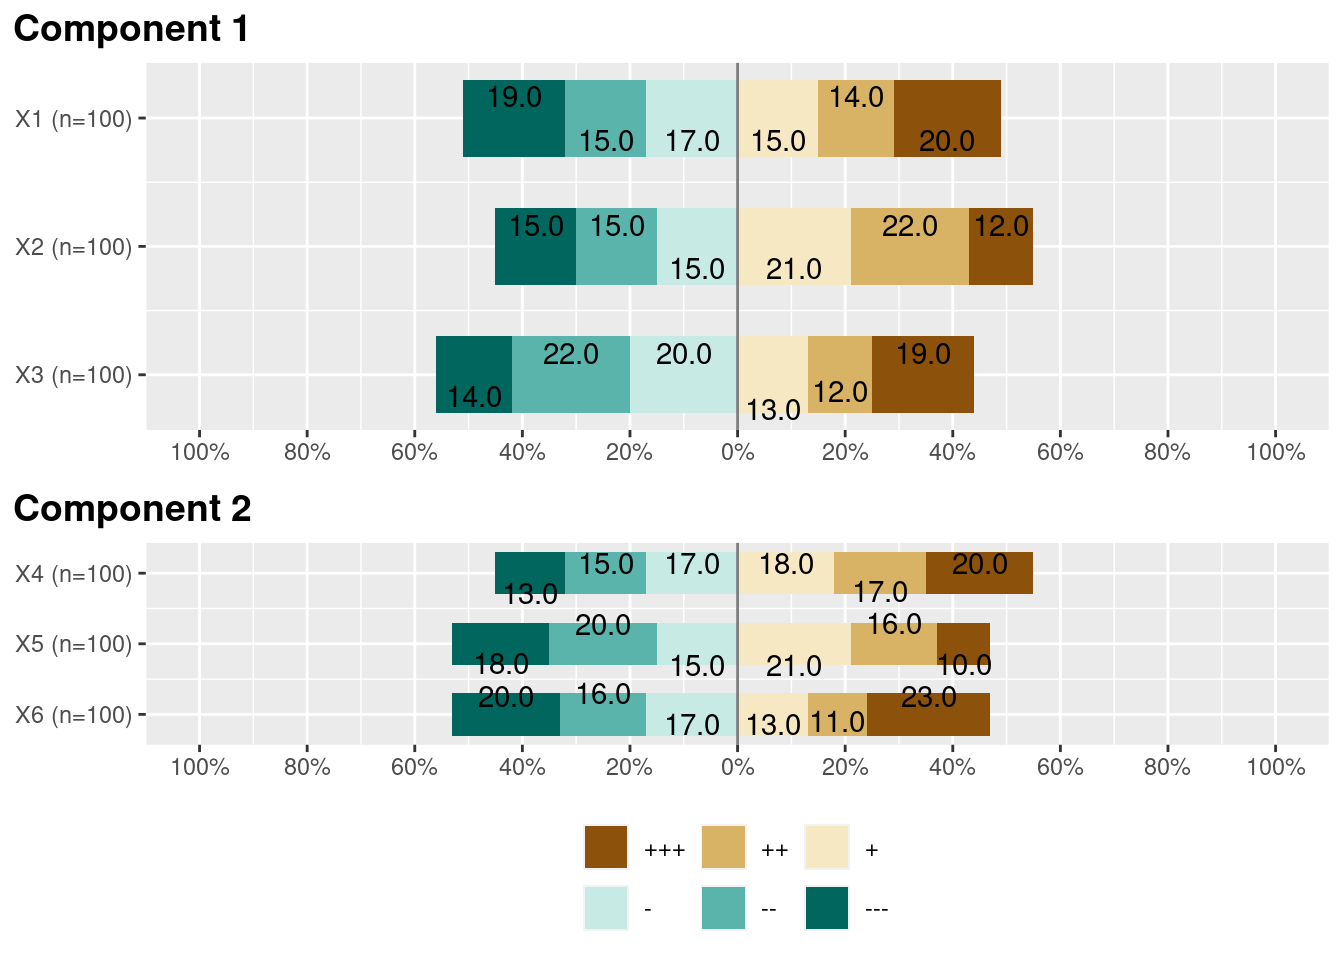 Component 1
X1 (n=100)
19.0 15.0 17.0 15.0 14.0 20.0
X2 (n=100)
15.0 15.0 15.0 21.0 22.0 12.0
X3 (n=100)
14.0 22.0 20.0 13.0 12.0 19.0
100% 80% 60% 40% 20% 0% 20% 40% 60% 80% 100%
Component 2
X4 (n=100)
13.0 15.0 17.0 18.0 17.0 20.0
X5 (n=100)
18.0 20.0 15.0 21.0 16.0 10.0
X6 (n=100)
20.0 16.0 17.0 13.0 11.0 23.0
100% 80% 60% 40% 20% 0% 20% 40% 60% 80% 100%
+++ ++ +
- -- ---